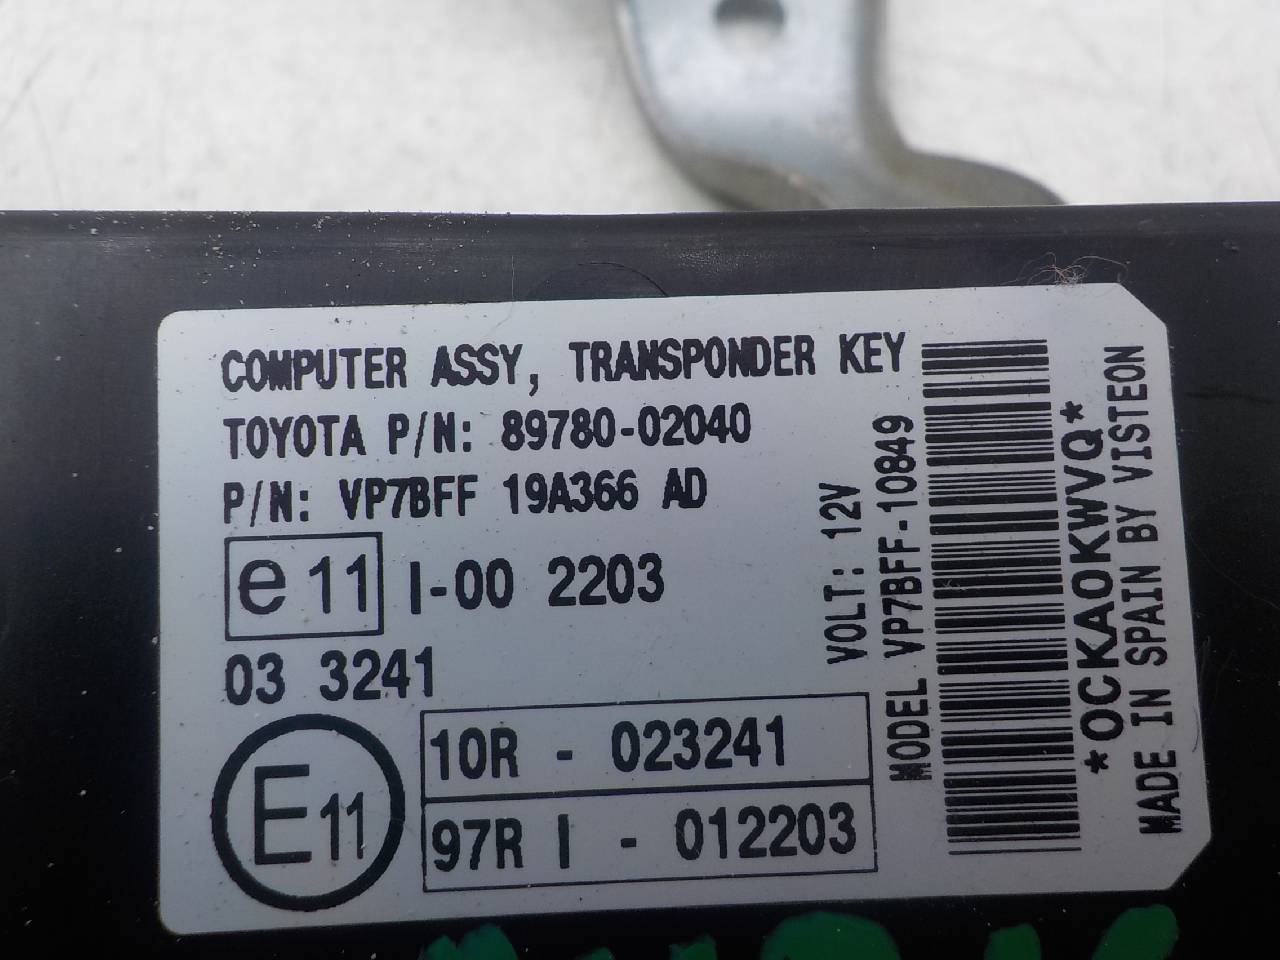 COMPUTER ASSY, TRANSPONDER KEY
TOYOTA P/N: 89780-02040
P/N: VP7BFF 19A366 AD
e 11 I-00 2203
03 3241
E11
10R - 023241
97R I - 012203
VOLT: 12V
MODEL VP7BFF-10849
*OCKAOKWVQ*
MADE IN SPAIN BY VISTEON